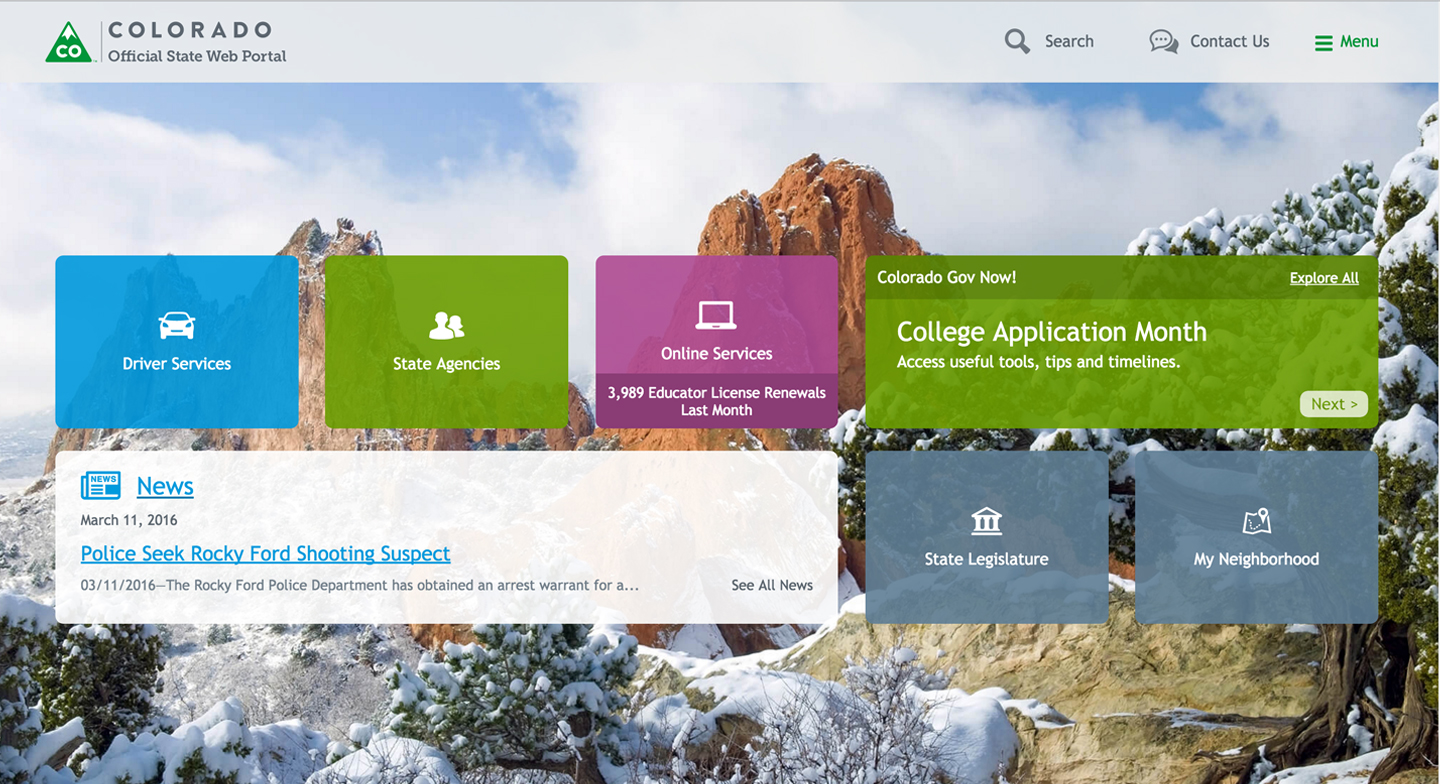 CO
COLORADO
Official State Web Portal
Search
Contact Us
Menu
Driver Services
State Agencies
Online Services
3,989 Educator License Renewals
Last Month
Colorado Gov Now!
Explore All
College Application Month
Access useful tools, tips and timelines.
Next >
NEWS
News
March 11, 2016
Police Seek Rocky Ford Shooting Suspect
03/11/2016—The Rocky Ford Police Department has obtained an arrest warrant for a...
See All News
State Legislature
My Neighborhood